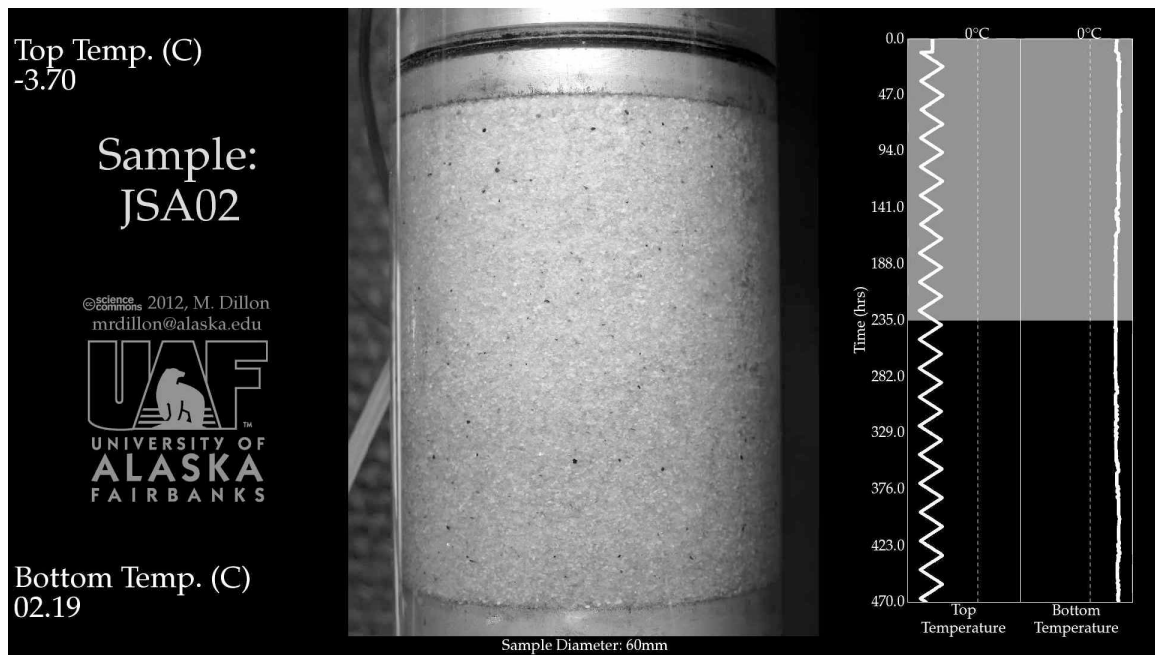 Top Temp. (C)
-3.70
Sample:
JSA02
cc science commons 2012, M. Dillon
mrdillon@alaska.edu
UAF
TM
UNIVERSITY OF
ALASKA
FAIRBANKS
Bottom Temp. (C)
02.19
Sample Diameter: 60mm
0°C 0°C
0.0
47.0
94.0
141.0
188.0
235.0
282.0
329.0
376.0
423.0
470.0
Time (hrs)
Top Temperature
Bottom Temperature